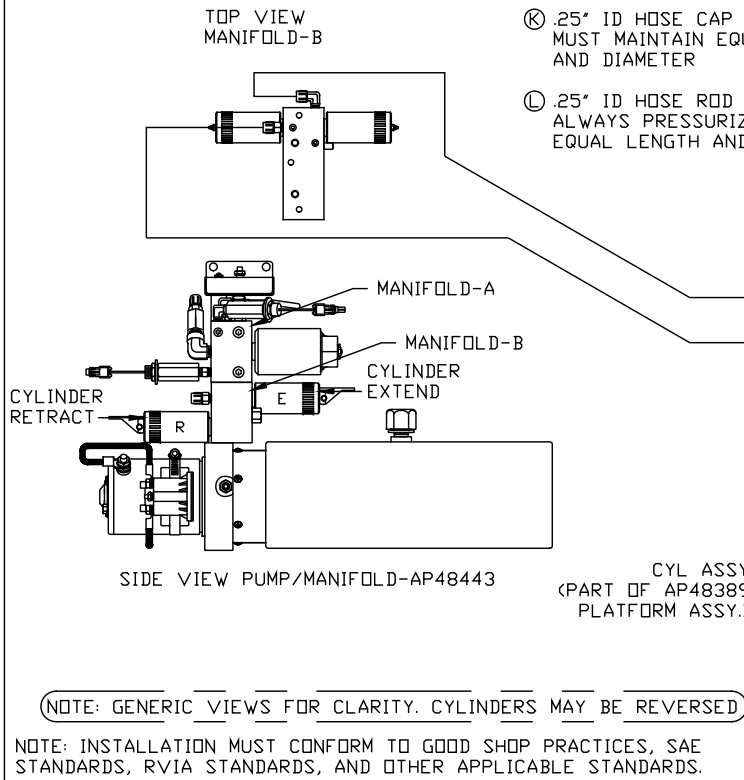 TOP VIEW
MANIFOLD-B
Ⓚ .25" ID HOSE CAP
MUST MAINTAIN
AND DIAMETER
Ⓛ .25" ID HOSE ROD
ALWAYS
EQUAL LENGTH AND
MANIFOLD-A
MANIFOLD-B
CYLINDER
EXTEND
E
CYLINDER
RETRACT
R
SIDE VIEW PUMP/MANIFOLD-AP48443
CYL ASSY
(PART OF AP48389
PLATFORM ASSY.
NOTE: GENERIC VIEWS FOR CLARITY. CYLINDERS MAY BE REVERSED
NOTE: INSTALLATION MUST CONFORM TO GOOD SHOP PRACTICES, SAE
STANDARDS, RVIA STANDARDS, AND OTHER APPLICABLE STANDARDS.